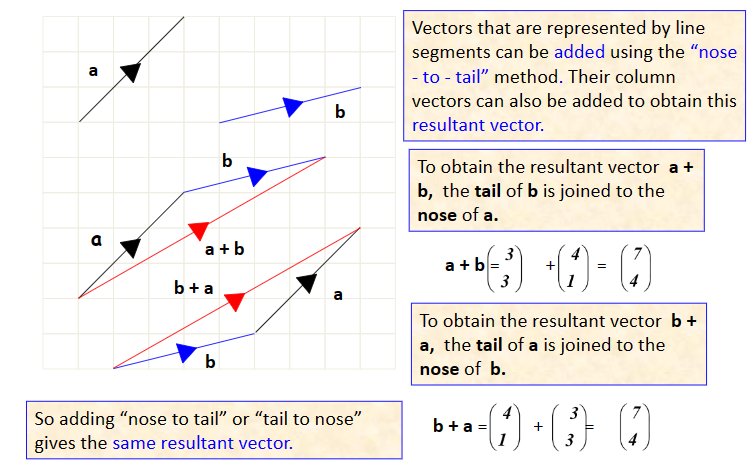 Vectors that are represented by line
segments can be added using the “nose
- to - tail” method. Their column
vectors can also be added to obtain this
resultant vector.
a
b
To obtain the resultant vector a +
b, the tail of b is joined to the
nose of a.
b
a
a + b
a + b = (3 3) + (4 1) = (7 4)
b + a
a
b
To obtain the resultant vector b +
a, the tail of a is joined to the
nose of b.
So adding “nose to tail” or “tail to nose”
gives the same resultant vector.
b + a = (4 1) + (3 3) = (7 4)